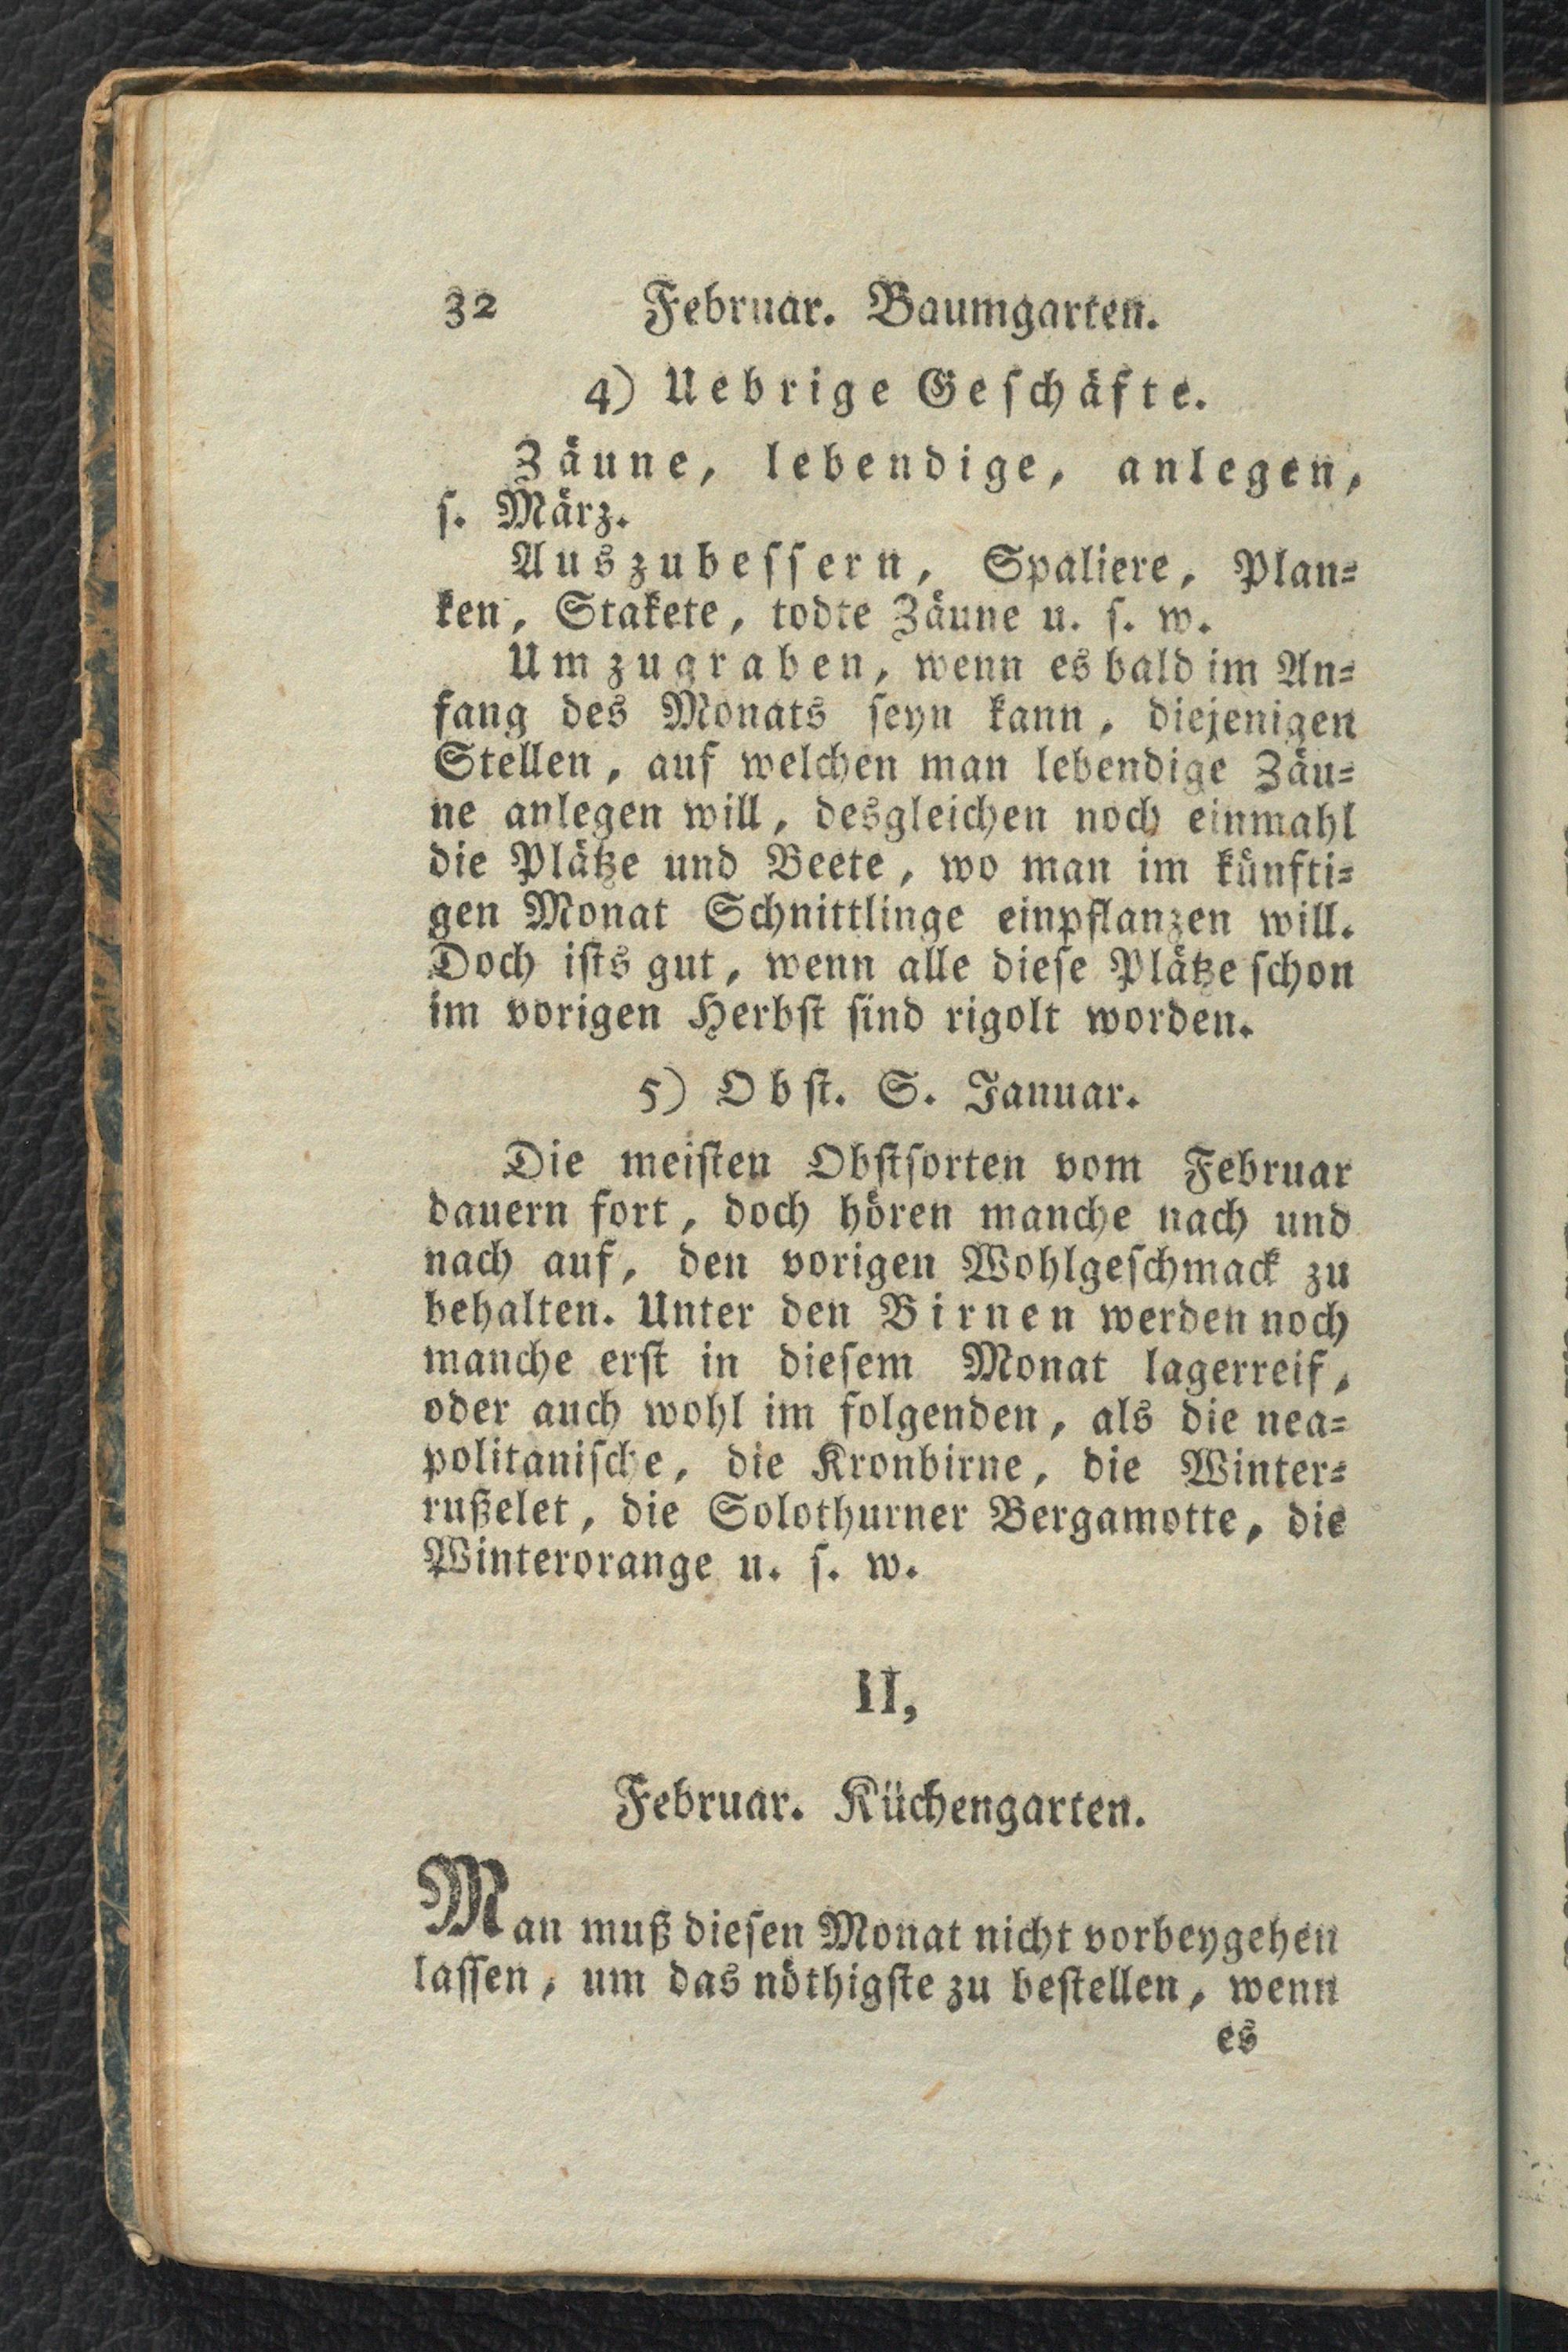 32 Februar. Baumgarten.
4) Uebrige Geschäfte.
Zäune, lebendige, anlegen,
s. März.
Auszubessern, Spaliere, Plan=
ken, Stakete, todte Zäune u. s. w.
Umzugraben, wenn es bald im An=
fang des Monats seyn kann, diejenigen
Stellen, auf welchen man lebendige Zäu=
ne anlegen will, desgleichen noch einmahl
die Plätze und Beete, wo man im künfti=
gen Monat Schnittlinge einpflanzen will.
Doch ists gut, wenn alle diese Plätze schon
im vorigen Herbst sind rigolt worden.
5) Obst. S. Januar.
Die meisten Obstsorten vom Februar
dauern fort, doch hören manche nach und
nach auf, den vorigen Wohlgeschmack zu
behalten. Unter den Birnen werden noch
manche erst in diesem Monat lagerreif,
oder auch wohl im folgenden, als die nea=
politanische, die Kronbirne, die Winter=
rußelet, die Solothurner Bergamotte, die
Winterorange u. s. w.
II,
Februar. Küchengarten.
Man muß diesen Monat nicht vorbeygehen
lassen, um das nöthigste zu bestellen, wenn
es